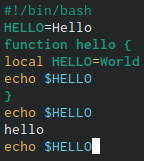 #!/bin/bash
HELLO=Hello
function hello {
local HELLO=World
echo $HELLO
}
echo $HELLO
hello
echo $HELLO